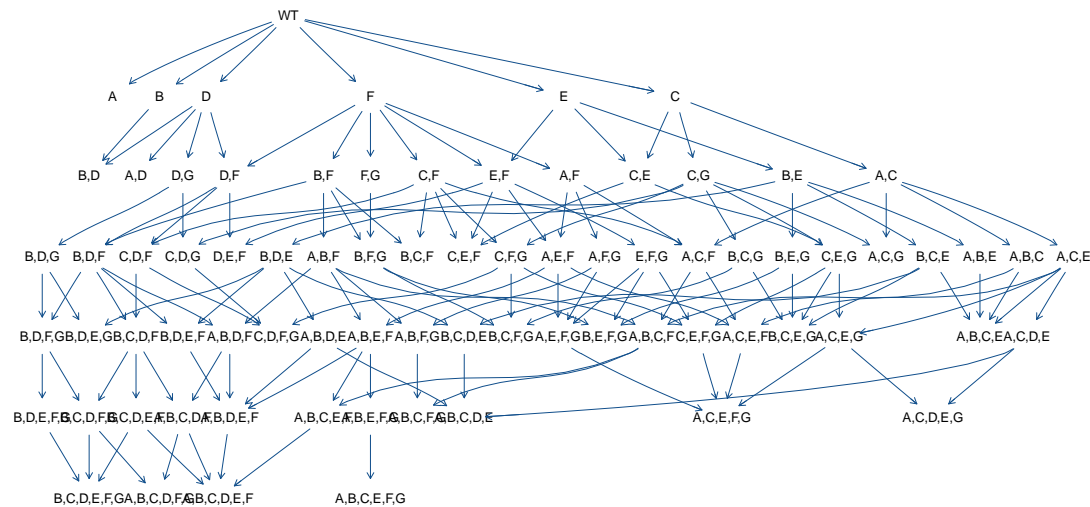 WT
A B D F E C
B,D A,D D,G D,F B,F F,G C,F E,F A,F C,E C,G B,E A,C
B,D,G B,D,F C,D,F C,D,G D,E,F B,D,E A,B,F B,F,G B,C,F C,E,F C,F,G A,E,F A,F,G E,F,G A,C,F B,C,G B,E,G C,E,G A,C,G B,C,E A,B,E A,B,C A,C,E
B,D,F,G B,D,E,G B,C,D,F B,D,E,F A,B,D,F C,D,F,G A,B,D,E A,B,E,F A,B,F,G B,C,D,E B,C,F,G A,E,F,G B,E,F,G A,B,C,F C,E,F,G A,C,E,F B,C,E,G A,C,E,G A,B,C,E A,C,D,E
B,D,E,F,G B,C,D,F,G B,C,D,E,F A,B,C,D,F A,B,D,E,F A,B,C,E,F A,B,E,F,G A,B,C,F,G A,B,C,D,E A,C,E,F,G A,C,D,E,G
B,C,D,E,F,G A,B,C,D,F,G A,B,C,D,E,F A,B,C,E,F,G